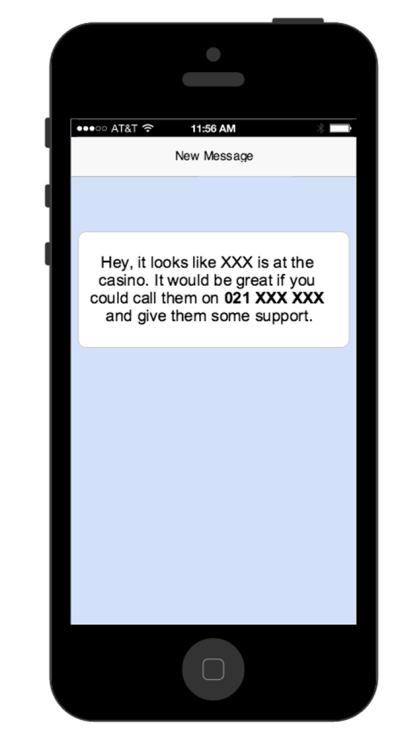 AT&T 11:56 AM
New Message
Hey, it looks like XXX is at the
casino. It would be great if you
could call them on 021 XXX XXX
and give them some support.